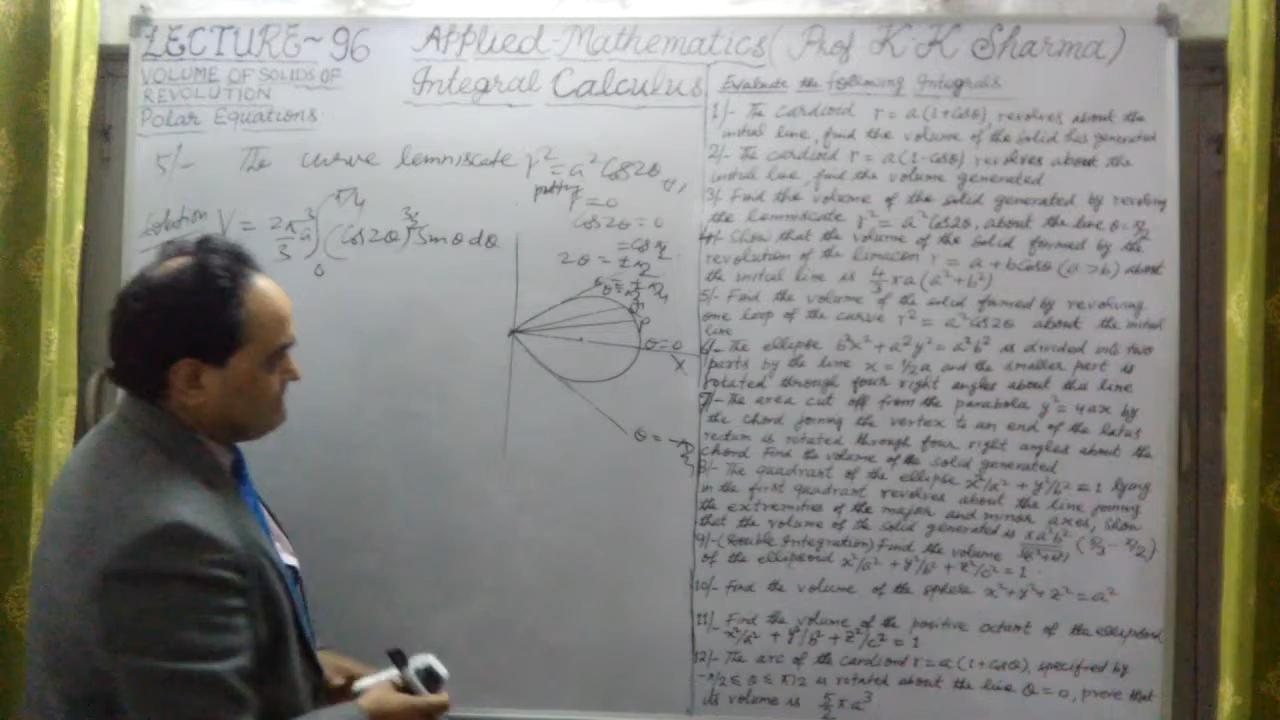 LECTURE~96
Applied-Mathematics (Prof K.K Sharma)
Integral Calculus
VOLUME OF SOLIDS OF
REVOLUTION
Polar Equations
5/- The curve lemniscate r² = a² Cos2θ
r = 0
Cos2θ = 0
2θ = ± π/2
θ = ± π/4
Solution V = 2π/3 a³ ∫₀^π/4 (Cos2θ)^3/2 Sinθ dθ
P
θ=0
X
θ = -π/4
Evaluate the following Integrals
1/- The cardioid r = a(1+Cosθ), revolves about the
initial line, find the volume of the solid thus generated
2/- The cardioid r = a(1-cosθ) revolves about the
initial line, find the volume generated
3/- Find the volume of the solid generated by revolving
the lemniscate r² = a² Cos2θ, about the line θ=π/2
4/- Show that the volume of the solid formed by the
revolution of the limacon r = a + b Cosθ (a > b) about
the initial line is 4/3 π a (a²+b²)
5/- Find the volume of the solid formed by revolving
one loop of the curve r² = a² Cos2θ about the initial
line
6/- The ellipse b²x² + a²y² = a²b² is divided into two
parts by the line x = 1/2 a and the smaller part is
rotated through four right angles about this line
7/- The area cut off from the parabola y² = 4ax by
the chord joining the vertex to an end of the latus
rectum is rotated through four right angles about the
chord Find the volume of the solid generated
8/- The quadrant of the ellipse x²/a² + y²/b² = 1 lying
in the first quadrant revolves about the line joining
the extremities of the major and minor axes, Show
that the volume of the solid generated is πa²b²
9/- (Double Integration) Find the volume
of the ellipsoid x²/a² + y²/b² + z²/c² = 1
10/- Find the volume of the sphere x²+y²+z² = a²
11/- Find the volume of the positive octant of the ellipsoid
x²/a² + y²/b² + z²/c² = 1
12/- The arc of the cardioid r = a(1+cosθ), specified by
-π/2 ≤ θ ≤ π/2 is rotated about the line θ = 0, prove that
its volume is 5/2 πa³